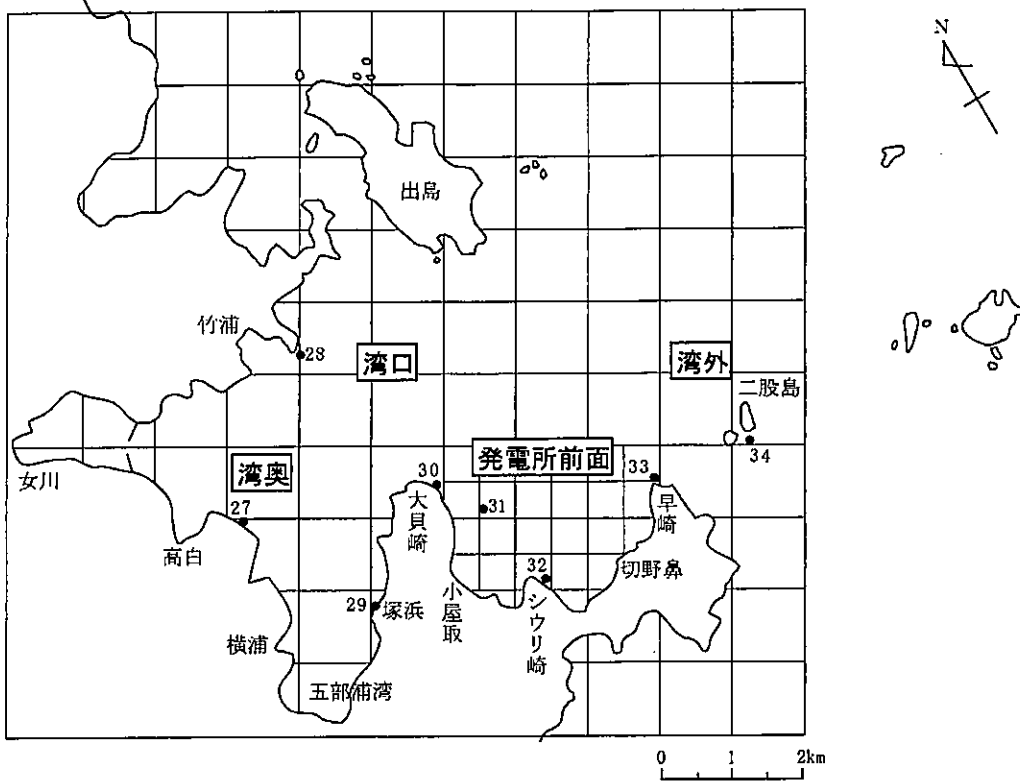 N
出島
竹浦
28
湾口
湾外
二股島
34
女川
湾奥
27
高白
発電所前面
30
大貝崎
31
33
早崎
32
切野鼻
29
塚浜
小屋取
シウリ崎
横浦
五部浦湾
0 1 2km